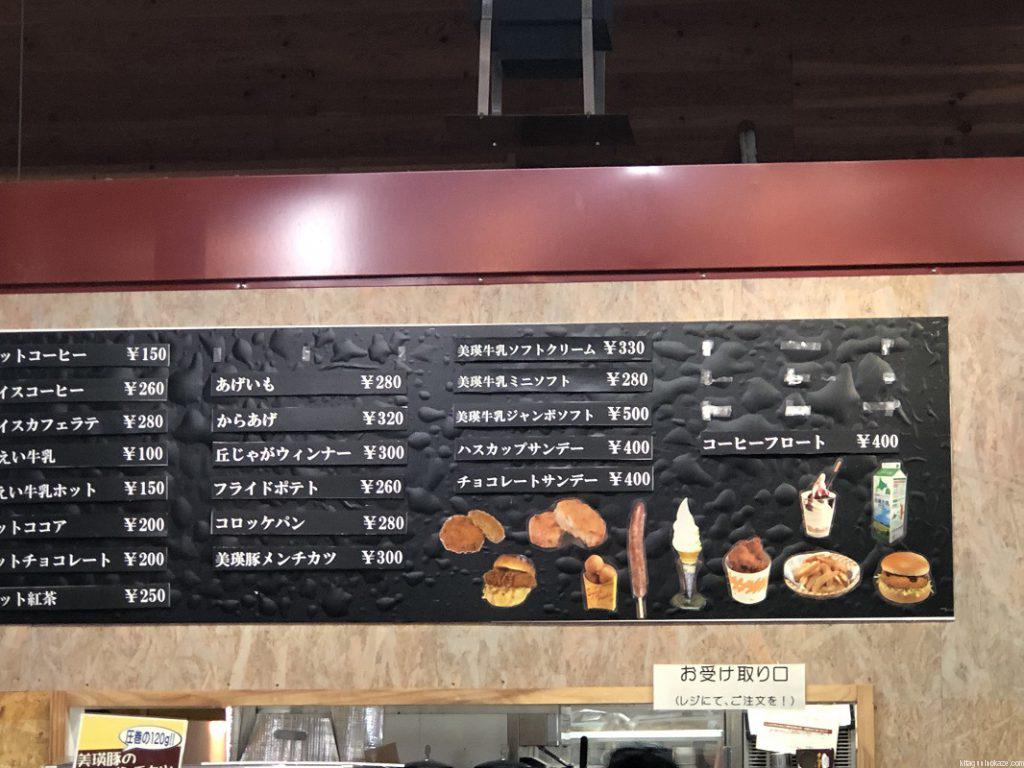 ットコーヒー ￥150
イスコーヒー ￥260
イスカフェラテ ￥280
えい牛乳 ￥100
えい牛乳ホット ￥150
ットココア ￥200
ットチョコレート ￥200
ット紅茶 ￥250
あげいも ￥280
からあげ ￥320
丘じゃがウィンナー ￥300
フライドポテト ￥260
コロッケパン ￥280
美瑛豚メンチカツ ￥300
美瑛牛乳ソフトクリーム ￥330
美瑛牛乳ミニソフト ￥280
美瑛牛乳ジャンボソフト ￥500
ハスカップサンデー ￥400
チョコレートサンデー ￥400
コーヒーフロート ￥400
お受け取り口
(レジにて、ご注文を!)
圧巻の120g!!
美瑛豚の